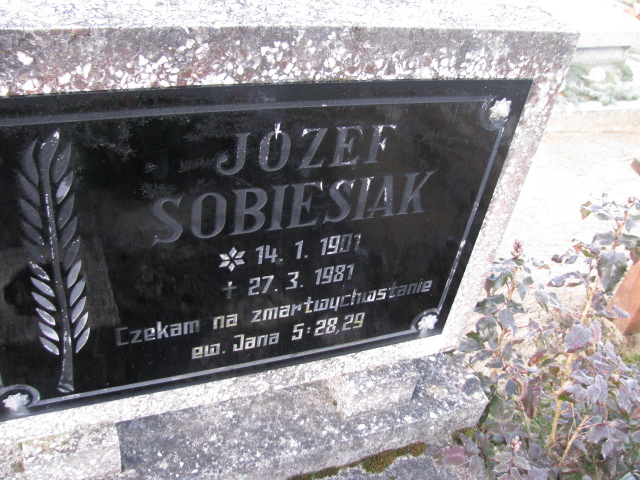 JÓZEF
SOBIESIAK
* 14. 1. 1901
+ 27. 3. 1981
Czekam na zmartwychwstanie
ew. Jana 5:28,29